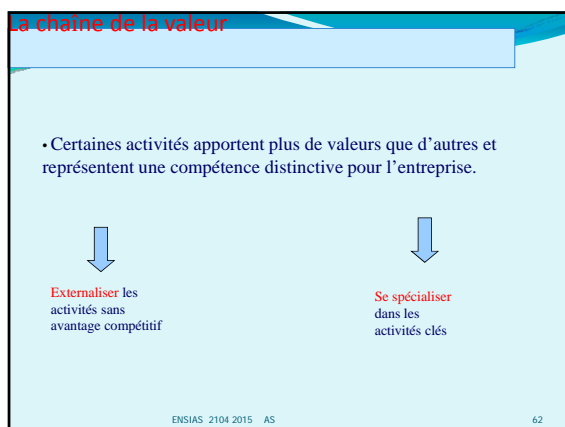 La chaîne de la valeur
• Certaines activités apportent plus de valeurs que d'autres et
représentent une compétence distinctive pour l'entreprise.
Externaliser les
activités sans
avantage compétitif
Se spécialiser
dans les
activités clés
ENSIAS 2104 2015 AS 62